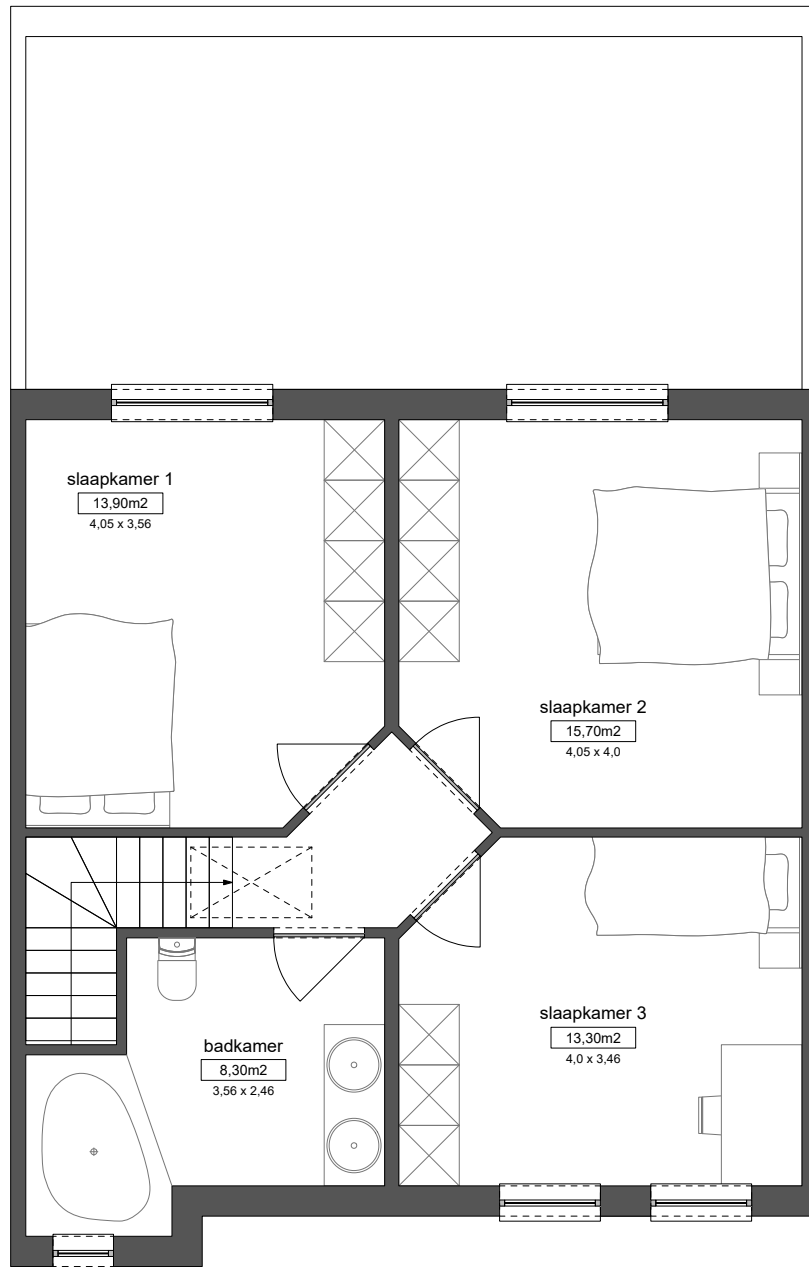 slaapkamer 1
13,90m2
4,05 x 3,56
slaapkamer 2
15,70m2
4,05 x 4,0
slaapkamer 3
13,30m2
4,0 x 3,46
badkamer
8,30m2
3,56 x 2,46